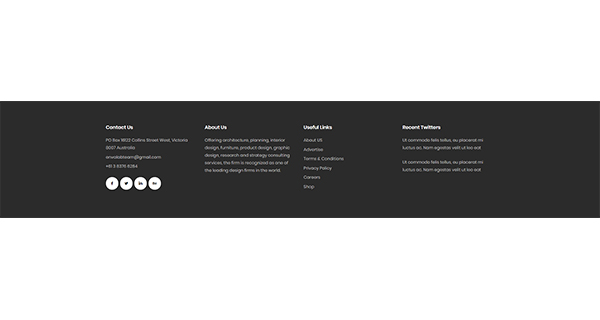 Contact Us
PO Box 16122 Collins Street West, Victoria
8007 Australia
+61 3 8376 6284
About Us
Offering architecture, planning, interior
design, furniture, product design, graphic
design, research and strategy consulting
services, the firm is recognized as one of
the leading design firms in the world.
Useful Links
About US
Advertise
Terms & Conditions
Privacy Policy
Careers
Shop
Recent Twitters
Ut commodo felis tellus, eu placerat mi
luctus ac. Nam egestas velit ut leo eat
Ut commodo felis tellus, eu placerat mi
luctus ac. Nam egestas velit ut leo eat